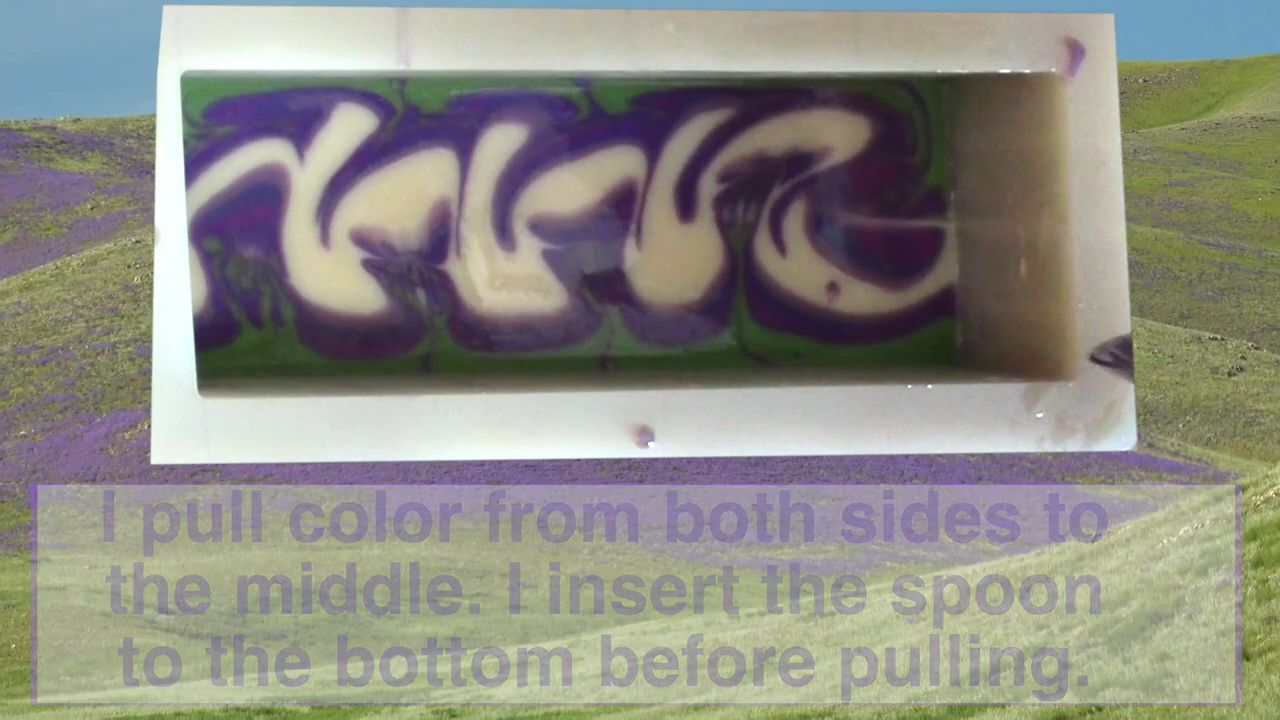 I pull color from both sides to
the middle. I insert the spoon
to the bottom before pulling.